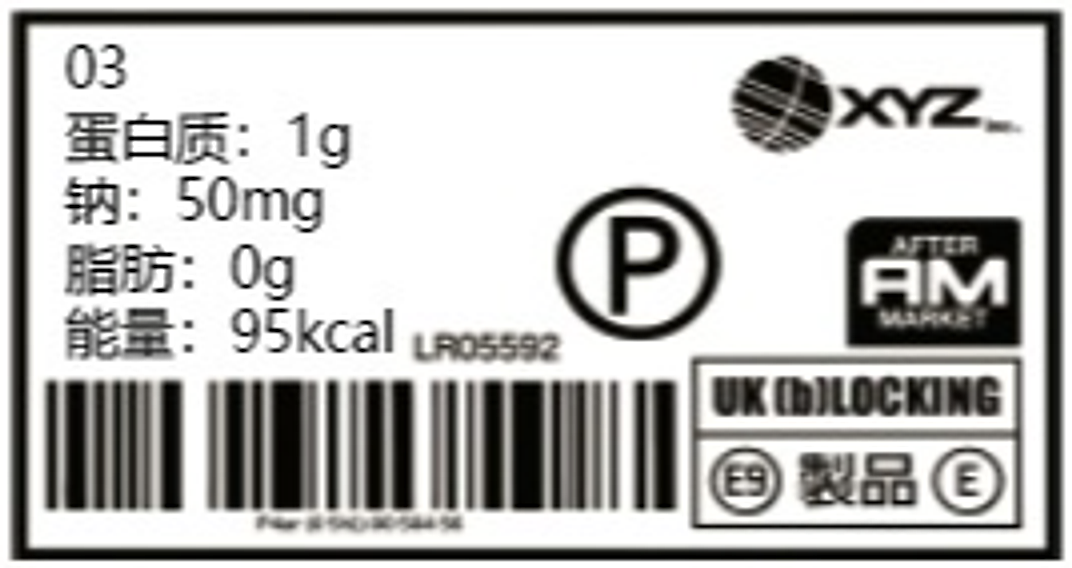 03
蛋白质：1g
钠：50mg
脂肪：0g
能量：95kcal
LR05592
XYZ
P
AFTER
AM
MARKET
UK (b)LOCKING
E9 製品 E